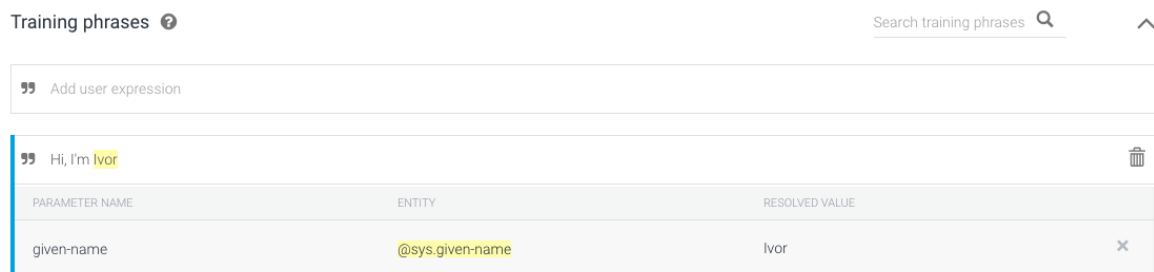 Training phrases
Search training phrases
Add user expression
Hi, I'm Ivor
PARAMETER NAME ENTITY RESOLVED VALUE
given-name @sys.given-name Ivor